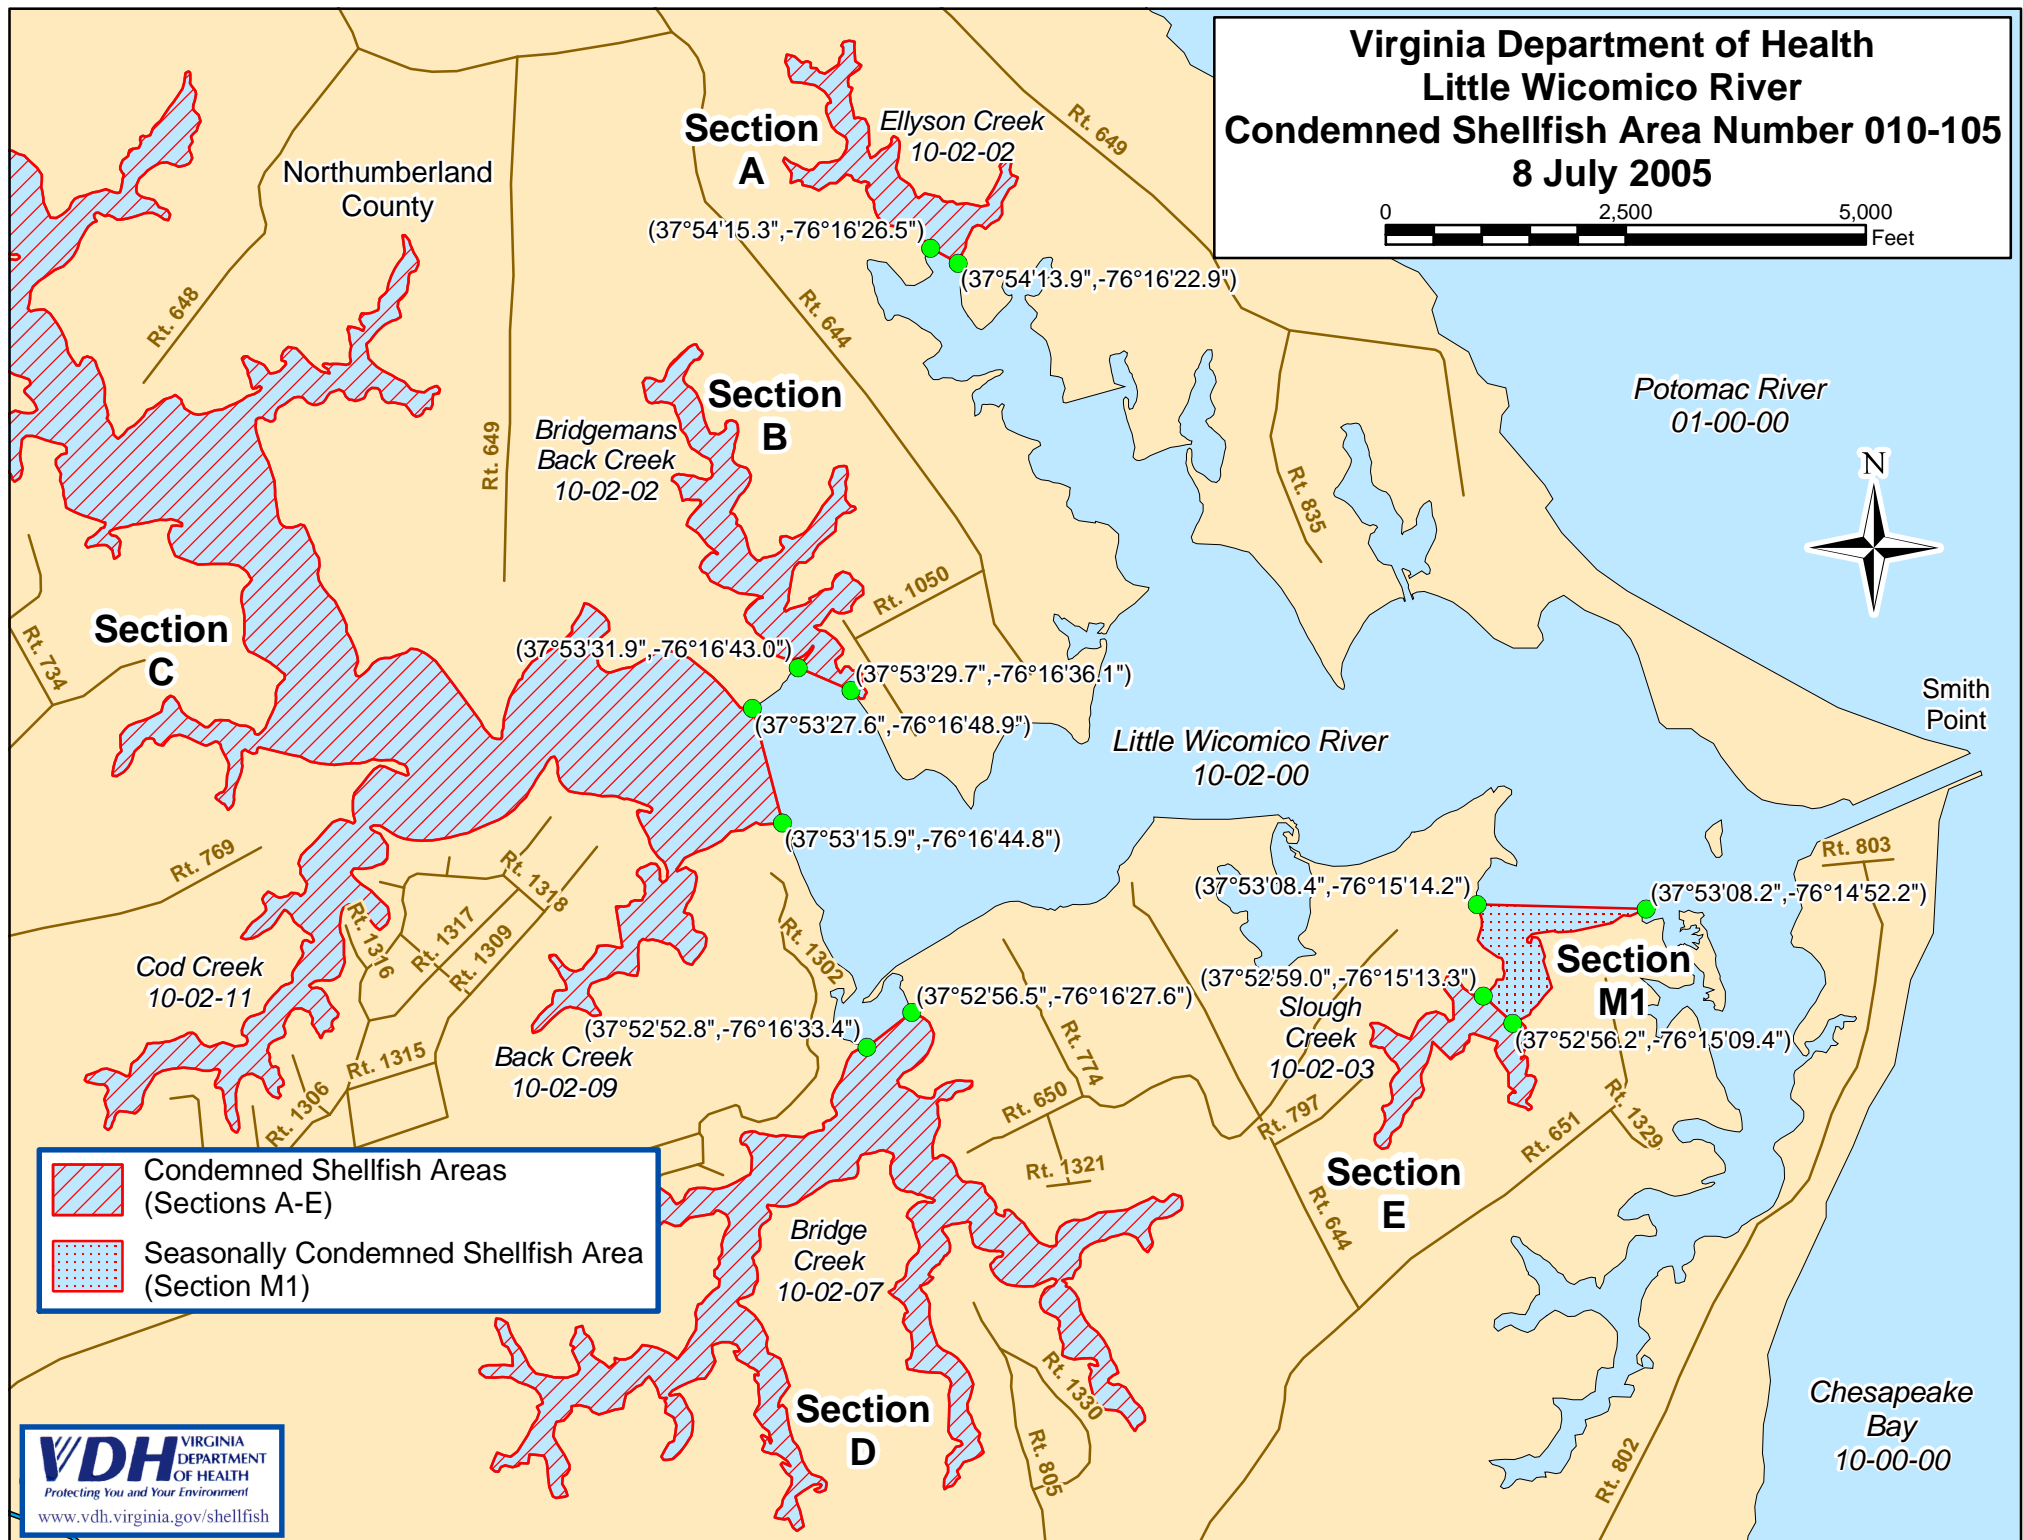 Virginia Department of Health
Little Wicomico River
Condemned Shellfish Area Number 010-105
8 July 2005
0 2,500 5,000
Feet
Rt. 649
Section
A
Ellyson Creek
10-02-02
Northumberland
County
(37°54'15.3",-76°16'26.5")
(37°54'13.9",-76°16'22.9")
Rt. 648
Rt. 644
Potomac River
01-00-00
N
Section
B
Bridgemans
Back Creek
10-02-02
Rt. 649
Rt. 835
Rt. 1050
Section
C
Rt. 734
(37°53'31.9",-76°16'43.0")
(37°53'29.7",-76°16'36.1")
(37°53'27.6",-76°16'48.9")
Smith
Point
Little Wicomico River
10-02-00
(37°53'15.9",-76°16'44.8")
Rt. 769
Rt. 803
Rt. 1318
Rt. 1317
Rt. 1309
Rt. 1316
(37°53'08.4",-76°15'14.2")
(37°53'08.2",-76°14'52.2")
Rt. 1302
Cod Creek
10-02-11
Section
M1
(37°52'59.0",-76°15'13.3")
(37°52'56.5",-76°16'27.6")
Slough
Creek
10-02-03
(37°52'52.8",-76°16'33.4")
(37°52'56.2",-76°15'09.4")
Back Creek
10-02-09
Rt. 1315
Rt. 774
Rt. 1306
Rt. 650
Rt. 797
Rt. 651
Rt. 1329
Rt. 1321
Section
E
Rt. 644
Condemned Shellfish Areas
(Sections A-E)
Seasonally Condemned Shellfish Area
(Section M1)
Bridge
Creek
10-02-07
Rt. 1330
Section
D
Rt. 805
Rt. 802
Chesapeake
Bay
10-00-00
VDH
VIRGINIA
DEPARTMENT
OF HEALTH
Protecting You and Your Environment
www.vdh.virginia.gov/shellfish